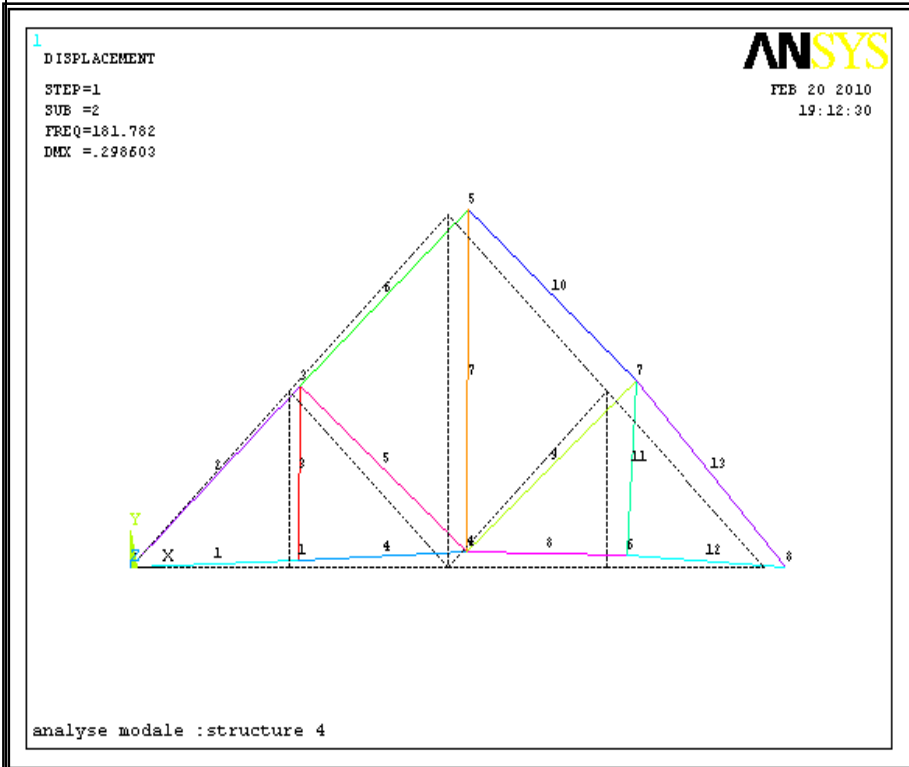 1
DISPLACEMENT
STEP=1
SUB =2
FREQ=181.782
DMX =.298603
ANSYS
FEB 20 2010
19:12:30
5
6
10
3
7
7
2
3
5
9
11
13
Y
Z
X
1
1
4
4
8
6
12
8
analyse modale :structure 4